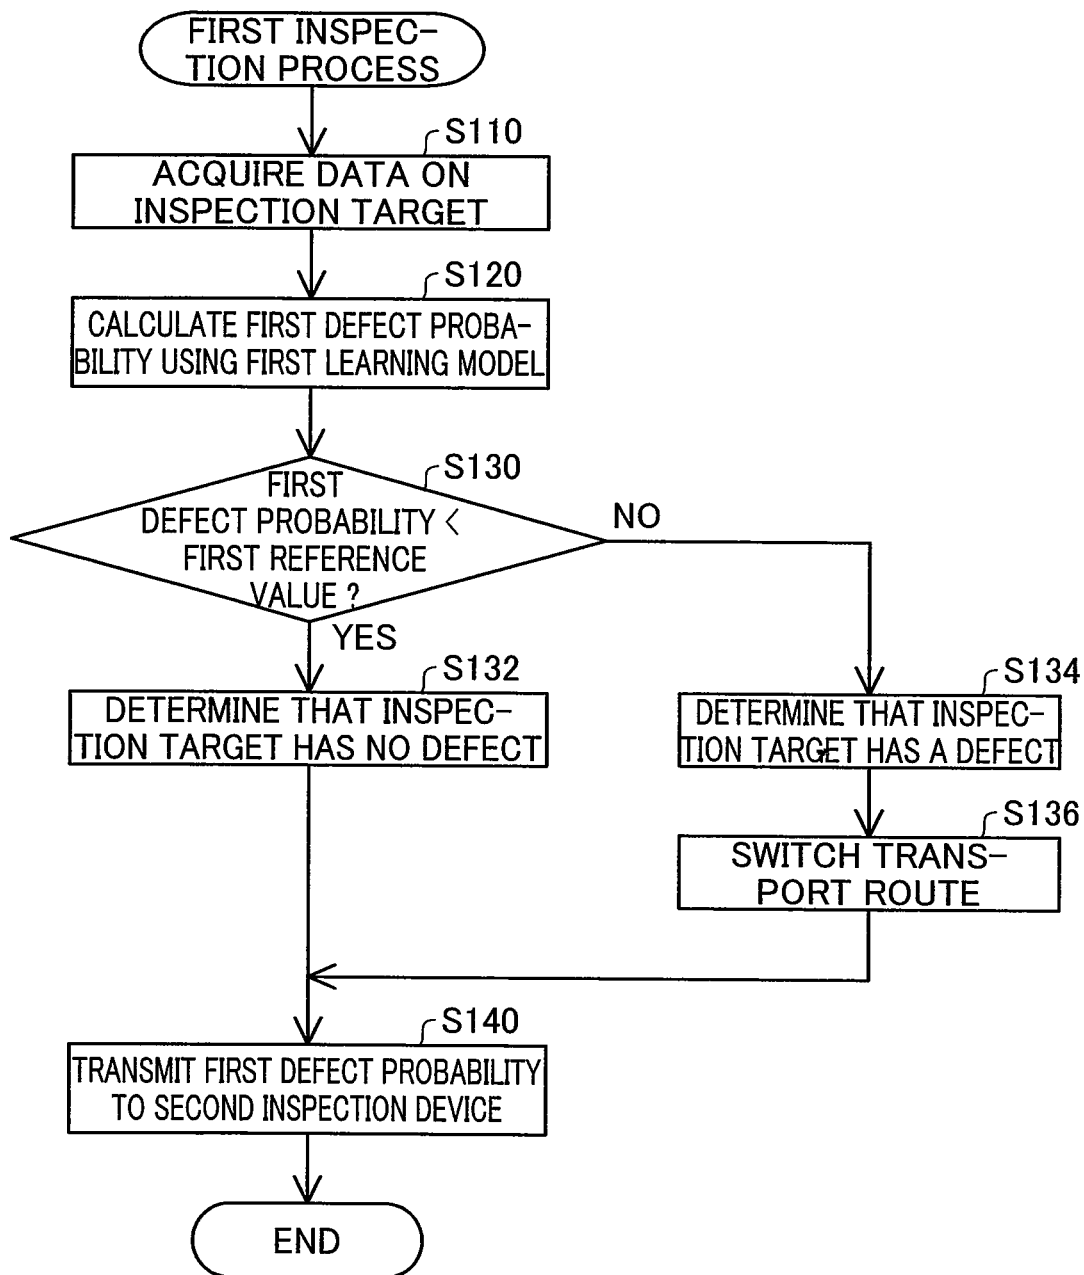 FIRST INSPEC-
TION PROCESS
S110
ACQUIRE DATA ON
INSPECTION TARGET
S120
CALCULATE FIRST DEFECT PROBA-
BILITY USING FIRST LEARNING MODEL
S130
FIRST
DEFECT PROBABILITY <
FIRST REFERENCE
VALUE ?
NO
YES
S132
DETERMINE THAT INSPEC-
TION TARGET HAS NO DEFECT
S134
DETERMINE THAT INSPEC-
TION TARGET HAS A DEFECT
S136
SWITCH TRANS-
PORT ROUTE
S140
TRANSMIT FIRST DEFECT PROBABILITY
TO SECOND INSPECTION DEVICE
END